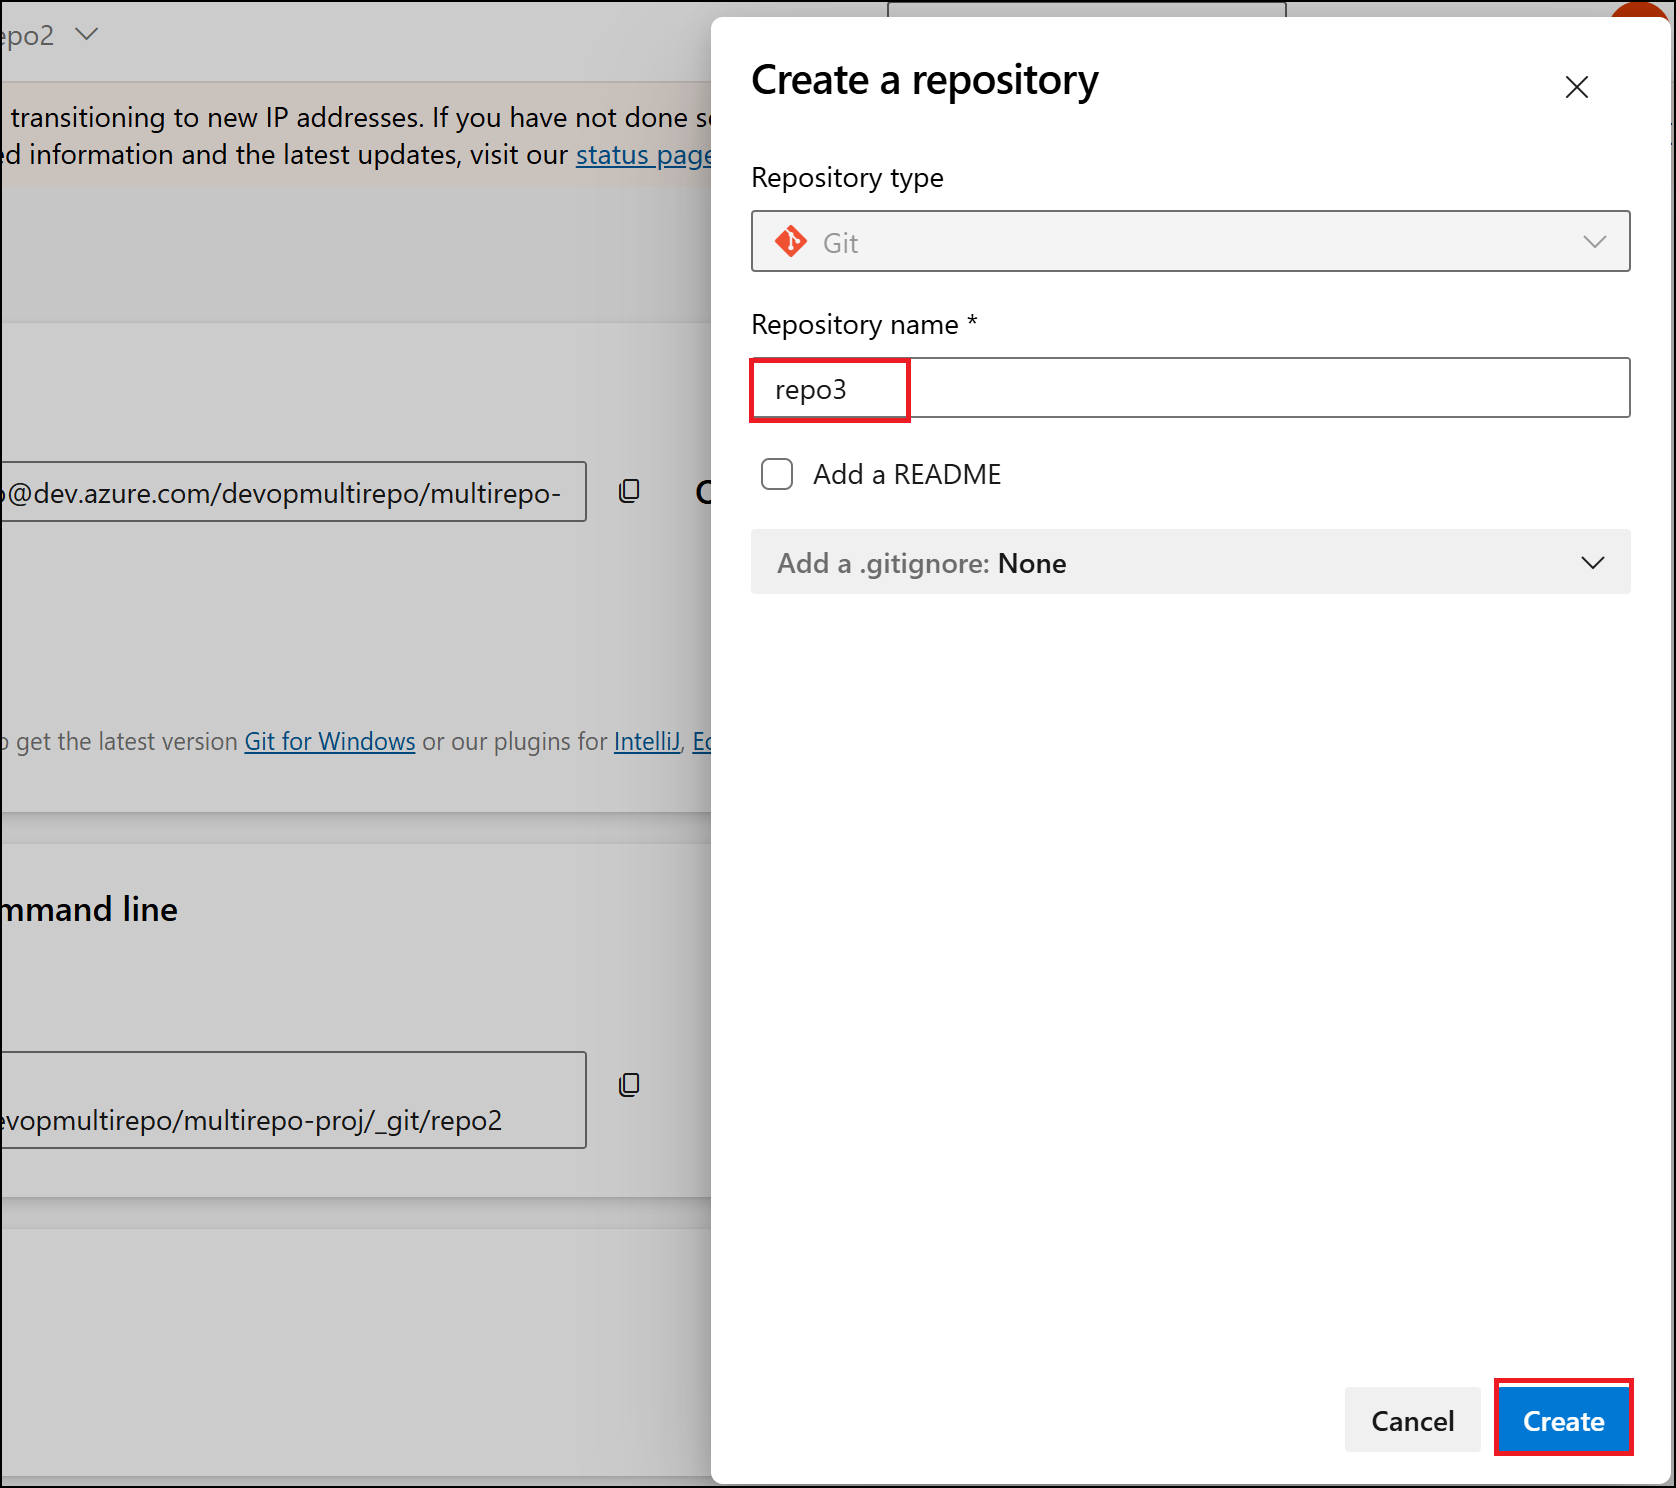 epo2
transitioning to new IP addresses. If you have not done s
ed information and the latest updates, visit our status page
@dev.azure.com/devopmultirepo/multirepo-
o get the latest version Git for Windows or our plugins for IntelliJ, Ec
mmand line
evopmultirepo/multirepo-proj/_git/repo2
Create a repository
Repository type
Git
Repository name *
repo3
Add a README
Add a .gitignore: None
Cancel
Create